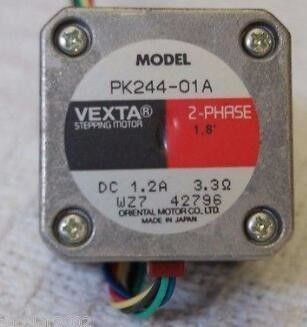 MODEL
PK244-01A
VEXTA® 2-PHASE
STEPPING MOTOR 1.8°
DC 1.2A 3.3Ω
WZ7 42796
ORIENTAL MOTOR CO., LTD.
MADE IN JAPAN